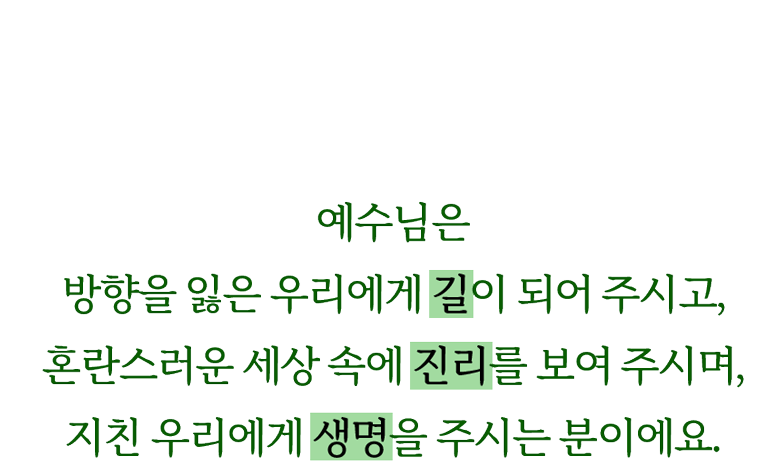 예수님은
방향을 잃은 우리에게 길이 되어 주시고,
혼란스러운 세상 속에 진리를 보여 주시며,
지친 우리에게 생명을 주시는 분이에요.